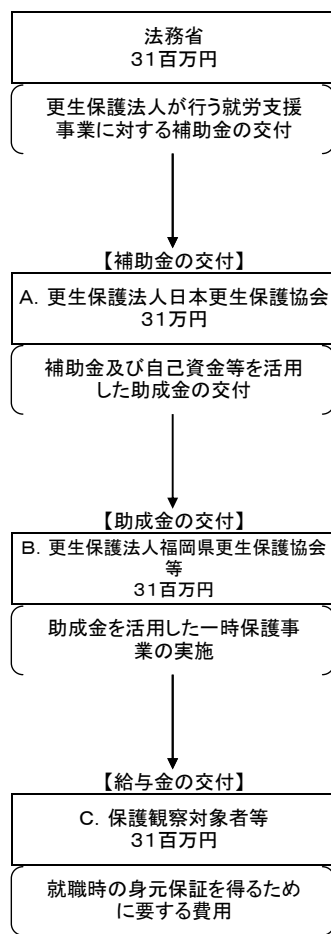 法務省
31百万円
更生保護法人が行う就労支援
事業に対する補助金の交付
【補助金の交付】
A. 更生保護法人日本更生保護協会
31万円
補助金及び自己資金等を活用
した助成金の交付
【助成金の交付】
B. 更生保護法人福岡県更生保護協会
等
31百万円
助成金を活用した一時保護事
業の実施
【給与金の交付】
C. 保護観察対象者等
31百万円
就職時の身元保証を得るため
に要する費用